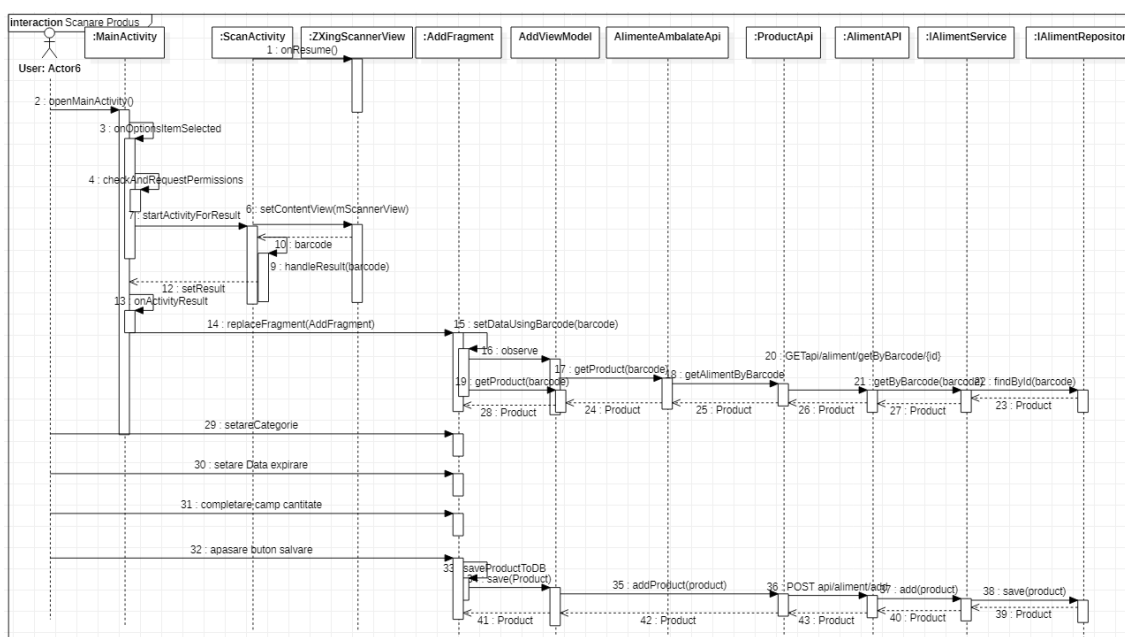 interaction Scanare Produs
:MainActivity
:ScanActivity
:ZXingScannerView
:AddFragment
AddViewModel
AlimenteAmbalateApi
:ProductApi
:AlimentAPI
:IAlimentService
:IAlimentRepositor
User: Actor6
1 : onResume()
2 : openMainActivity()
3 : onOptionsItemSelected
4 : checkAndRequestPermissions
6 : setContentView(mScannerView)
7 : startActivityForResult
10 : barcode
9 : handleResult(barcode)
12 : setResult
13 : onActivityResult
14 : replaceFragment(AddFragment)
15 : setDataUsingBarcode(barcode)
16 : observe
17 : getProduct(barcode)
18 : getAlimentByBarcode
19 : getProduct(barcode)
20 : GETapi/aliment/getByBarcode/{id}
21 : getByBarcode(barcode)
22 : findById(barcode)
23 : Product
24 : Product
25 : Product
26 : Product
27 : Product
28 : Product
29 : setareCategorie
30 : setare Data expirare
31 : completare camp cantitate
32 : apasare buton salvare
33 : saveProductToDB
: save(Product)
35 : addProduct(product)
36 : POST api/aliment/add
37 : add(product)
38 : save(product)
39 : Product
40 : Product
41 : Product
42 : Product
43 : Product